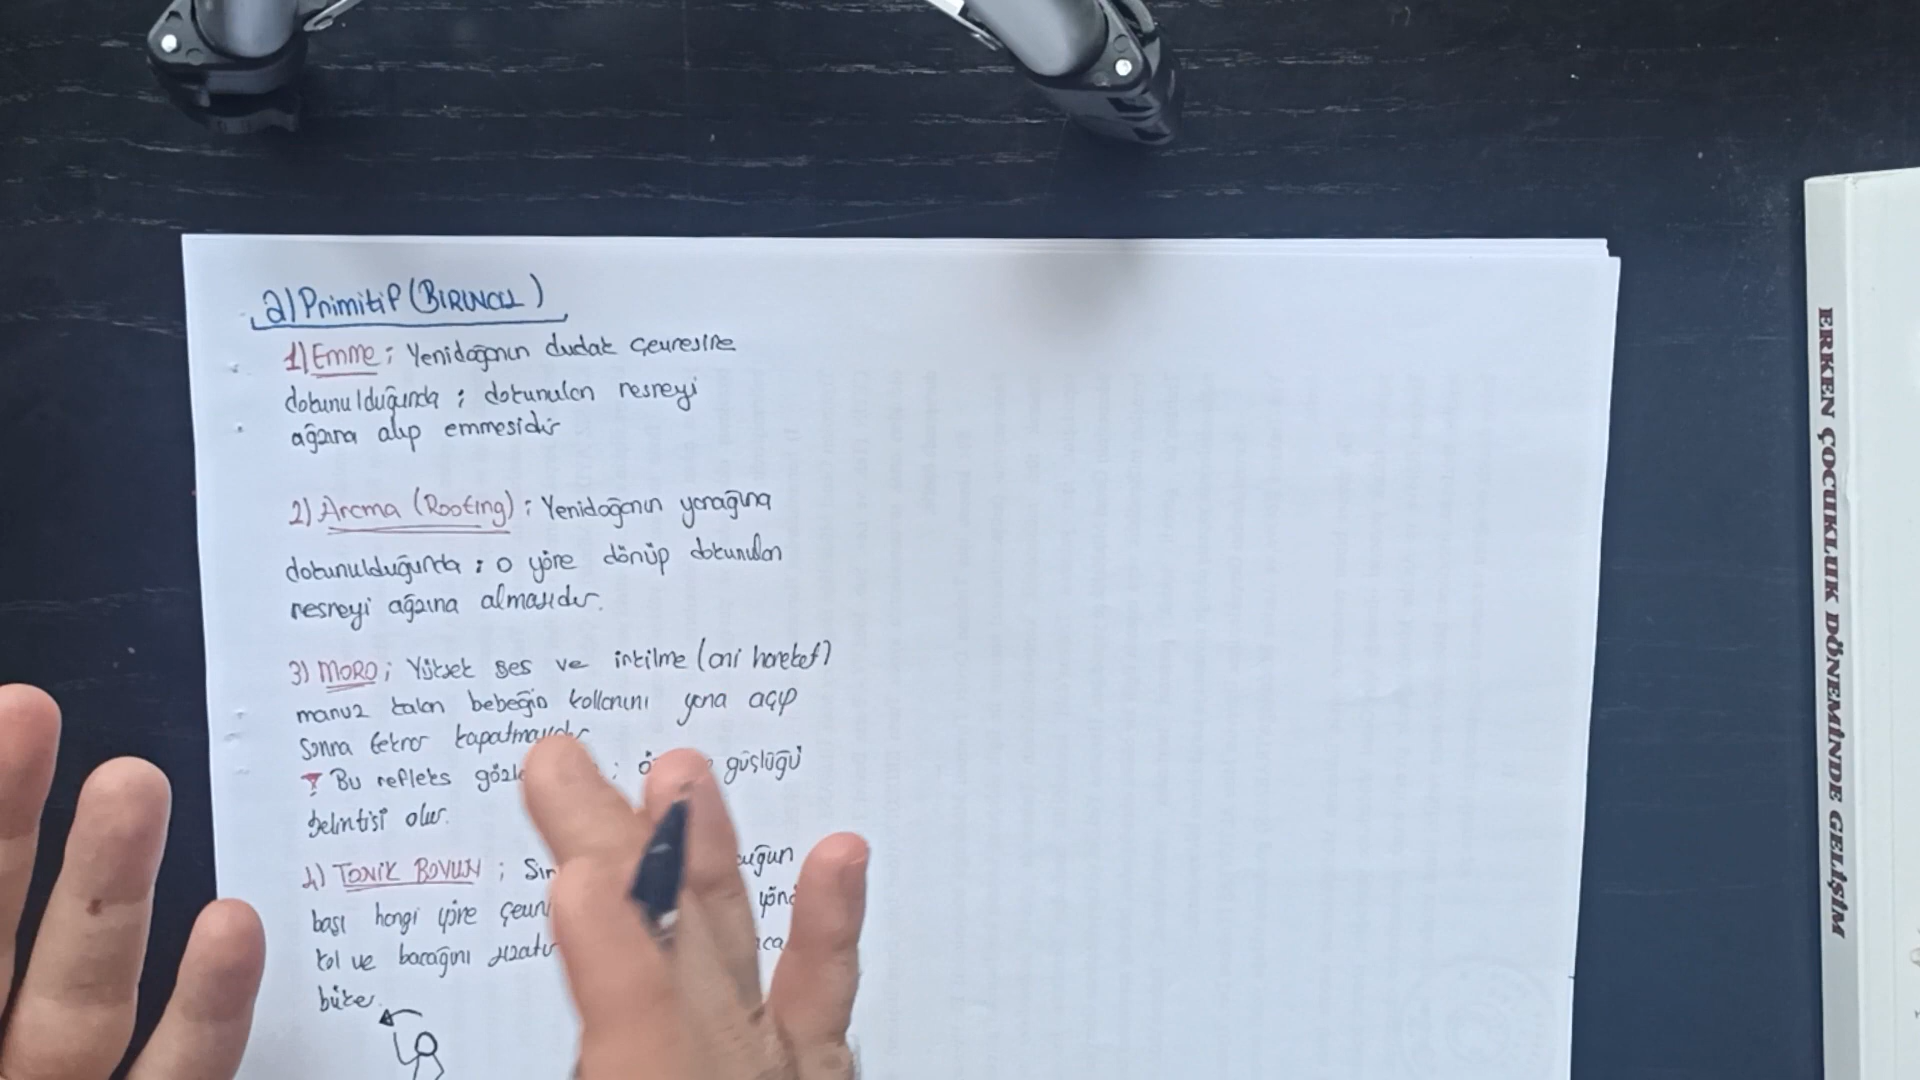 a) Primitif (BİRİNCİL)
1) Emme ; Yenidoğanın dudak çevresine
dokunulduğunda ; dokunulan nesneyi
ağzına alıp emmesidir
2) Arama (Rooting) ; Yenidoğanın yanağına
dokunulduğunda ; o yöne dönüp dokunulan
nesneyi ağzına almasıdır.
3) MORO ; Yüksek ses ve irkilme (ani hareket)
maruz kalan bebeğin kollarını yana açıp
sonra tekrar kapatmasıdır
Bu refleks güçlüğü
belirtisi olur.
4) TONİK BOYUN ;
başı hangi yöne
kol ve bacağını
büker.
ERKEN ÇOCUKLUK DÖNEMİNDE GELİŞİM